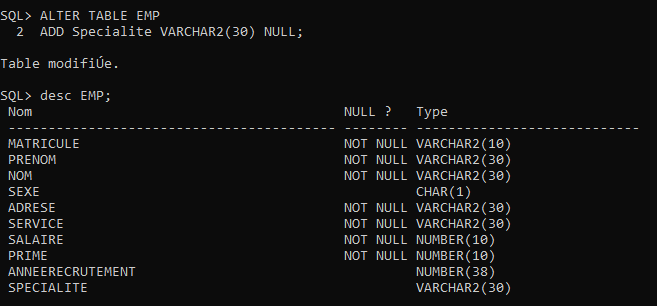 SQL> ALTER TABLE EMP
  2  ADD Specialite VARCHAR2(30) NULL;
Table modifiÚe.
SQL> desc EMP;
 Nom                                       NULL ?   Type
 ----------------------------------------- -------- ----------------------------
 MATRICULE                                 NOT NULL VARCHAR2(10)
 PRENOM                                    NOT NULL VARCHAR2(30)
 NOM                                       NOT NULL VARCHAR2(30)
 SEXE                                               CHAR(1)
 ADRESE                                    NOT NULL VARCHAR2(30)
 SERVICE                                   NOT NULL VARCHAR2(30)
 SALAIRE                                   NOT NULL NUMBER(10)
 PRIME                                     NOT NULL NUMBER(10)
 ANNEERECRUTEMENT                                   NUMBER(38)
 SPECIALITE                                         VARCHAR2(30)